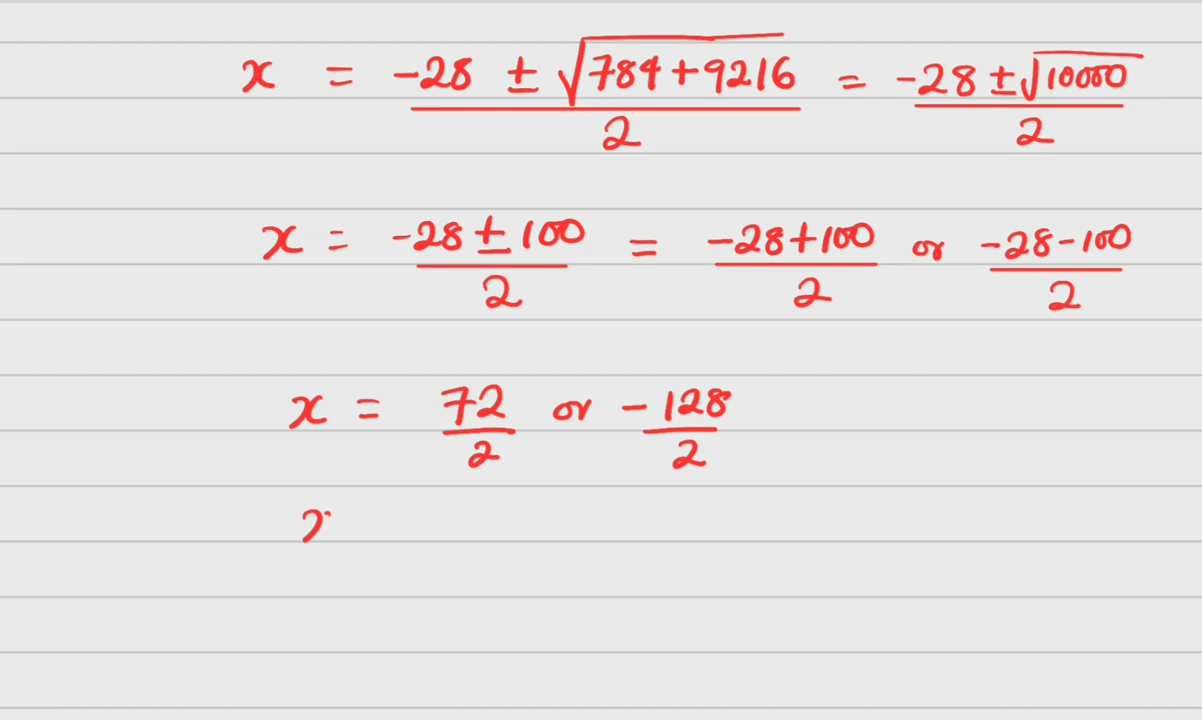 x = (-28 ± √(784+9216))/2 = (-28 ± √10000)/2
x = (-28 ± 100)/2 = (-28+100)/2 or (-28-100)/2
x = 72/2 or -128/2